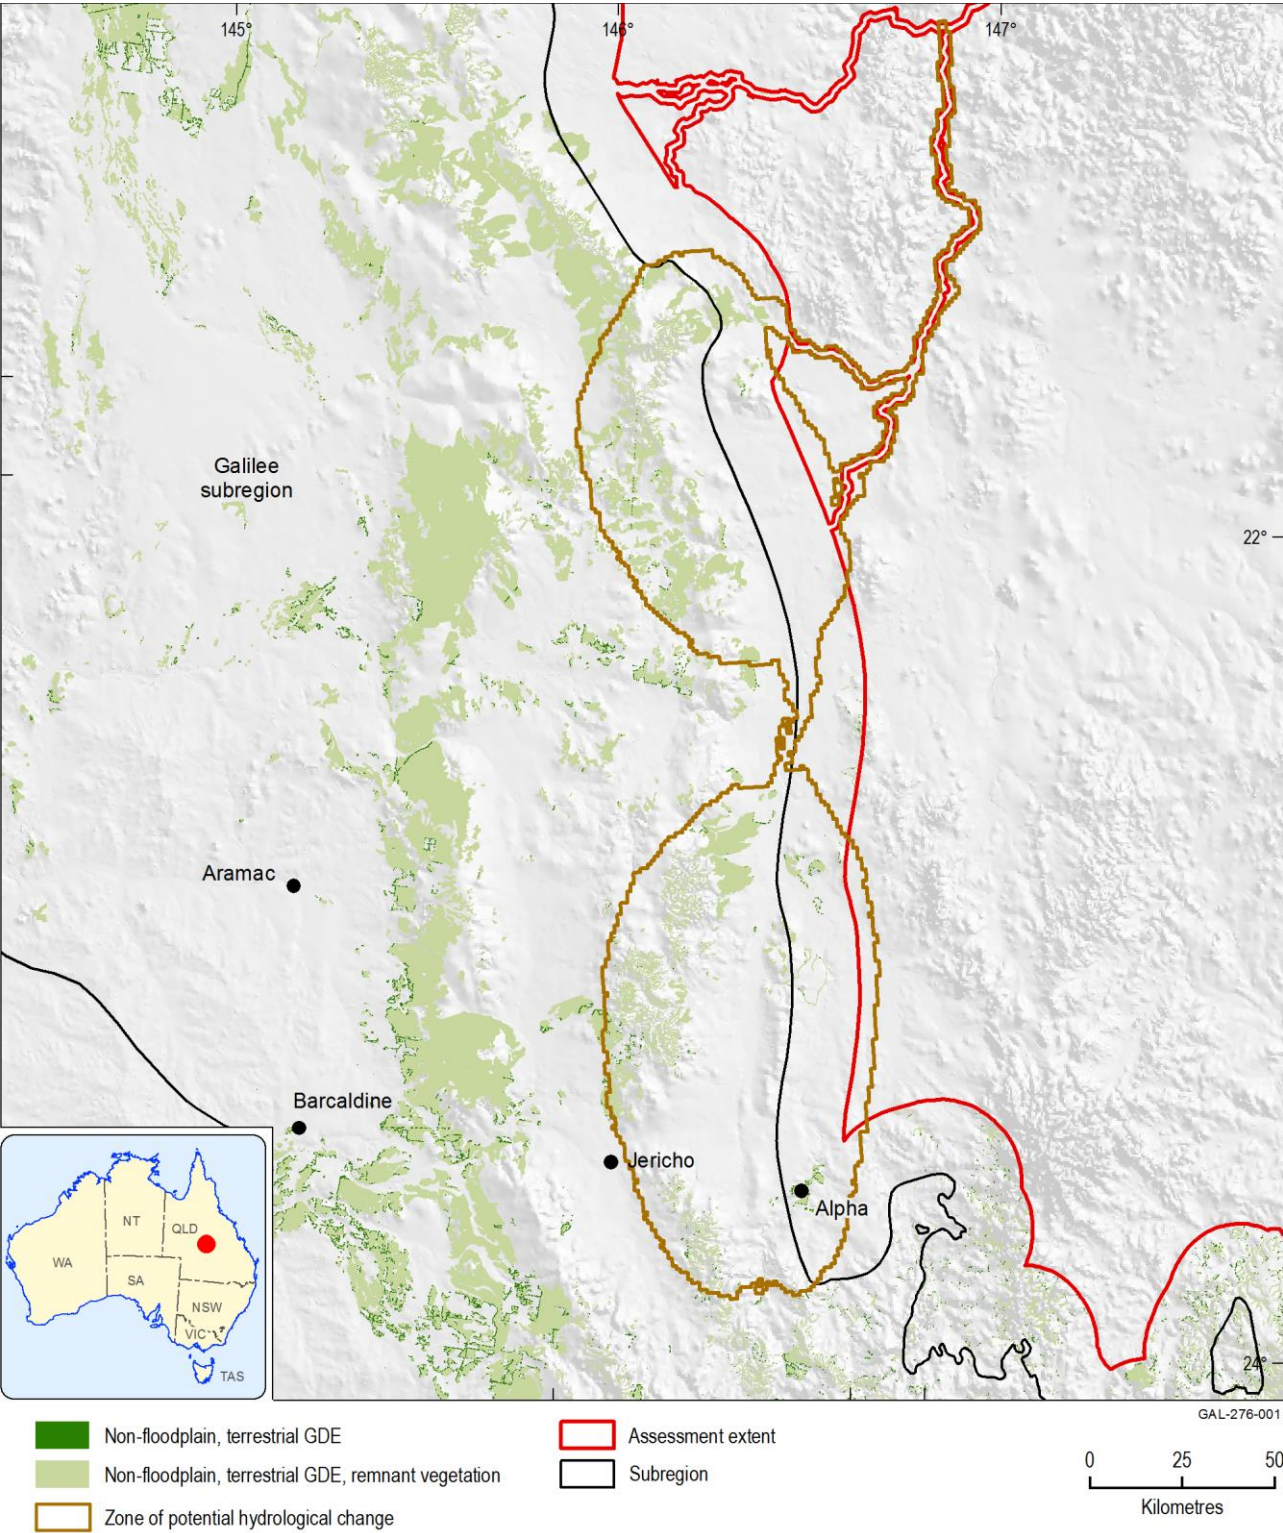 145°
146°
147°
Galilee
subregion
22°
Aramac
Barcaldine
Jericho
Alpha
24°
NT
QLD
WA
SA
NSW
VIC
TAS
GAL-276-001
Non-floodplain, terrestrial GDE
Assessment extent
0 25 50
Non-floodplain, terrestrial GDE, remnant vegetation
Subregion
Kilometres
Zone of potential hydrological change